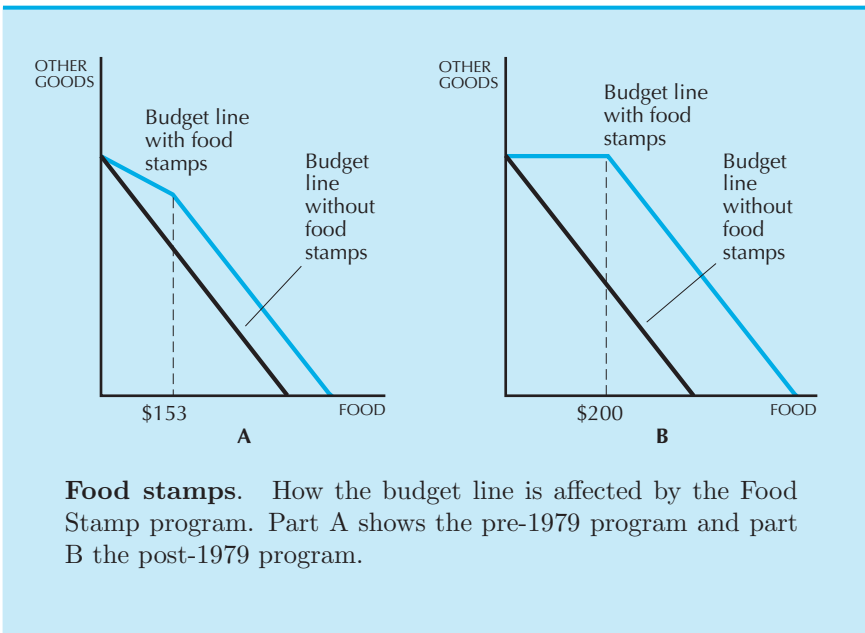 OTHER
GOODS
Budget line
with food
stamps
Budget
line
without
food
stamps
$153
FOOD
A
OTHER
GOODS
Budget line
with food
stamps
Budget
line
without
food
stamps
$200
FOOD
B
Food stamps. How the budget line is affected by the Food
Stamp program. Part A shows the pre-1979 program and part
B the post-1979 program.